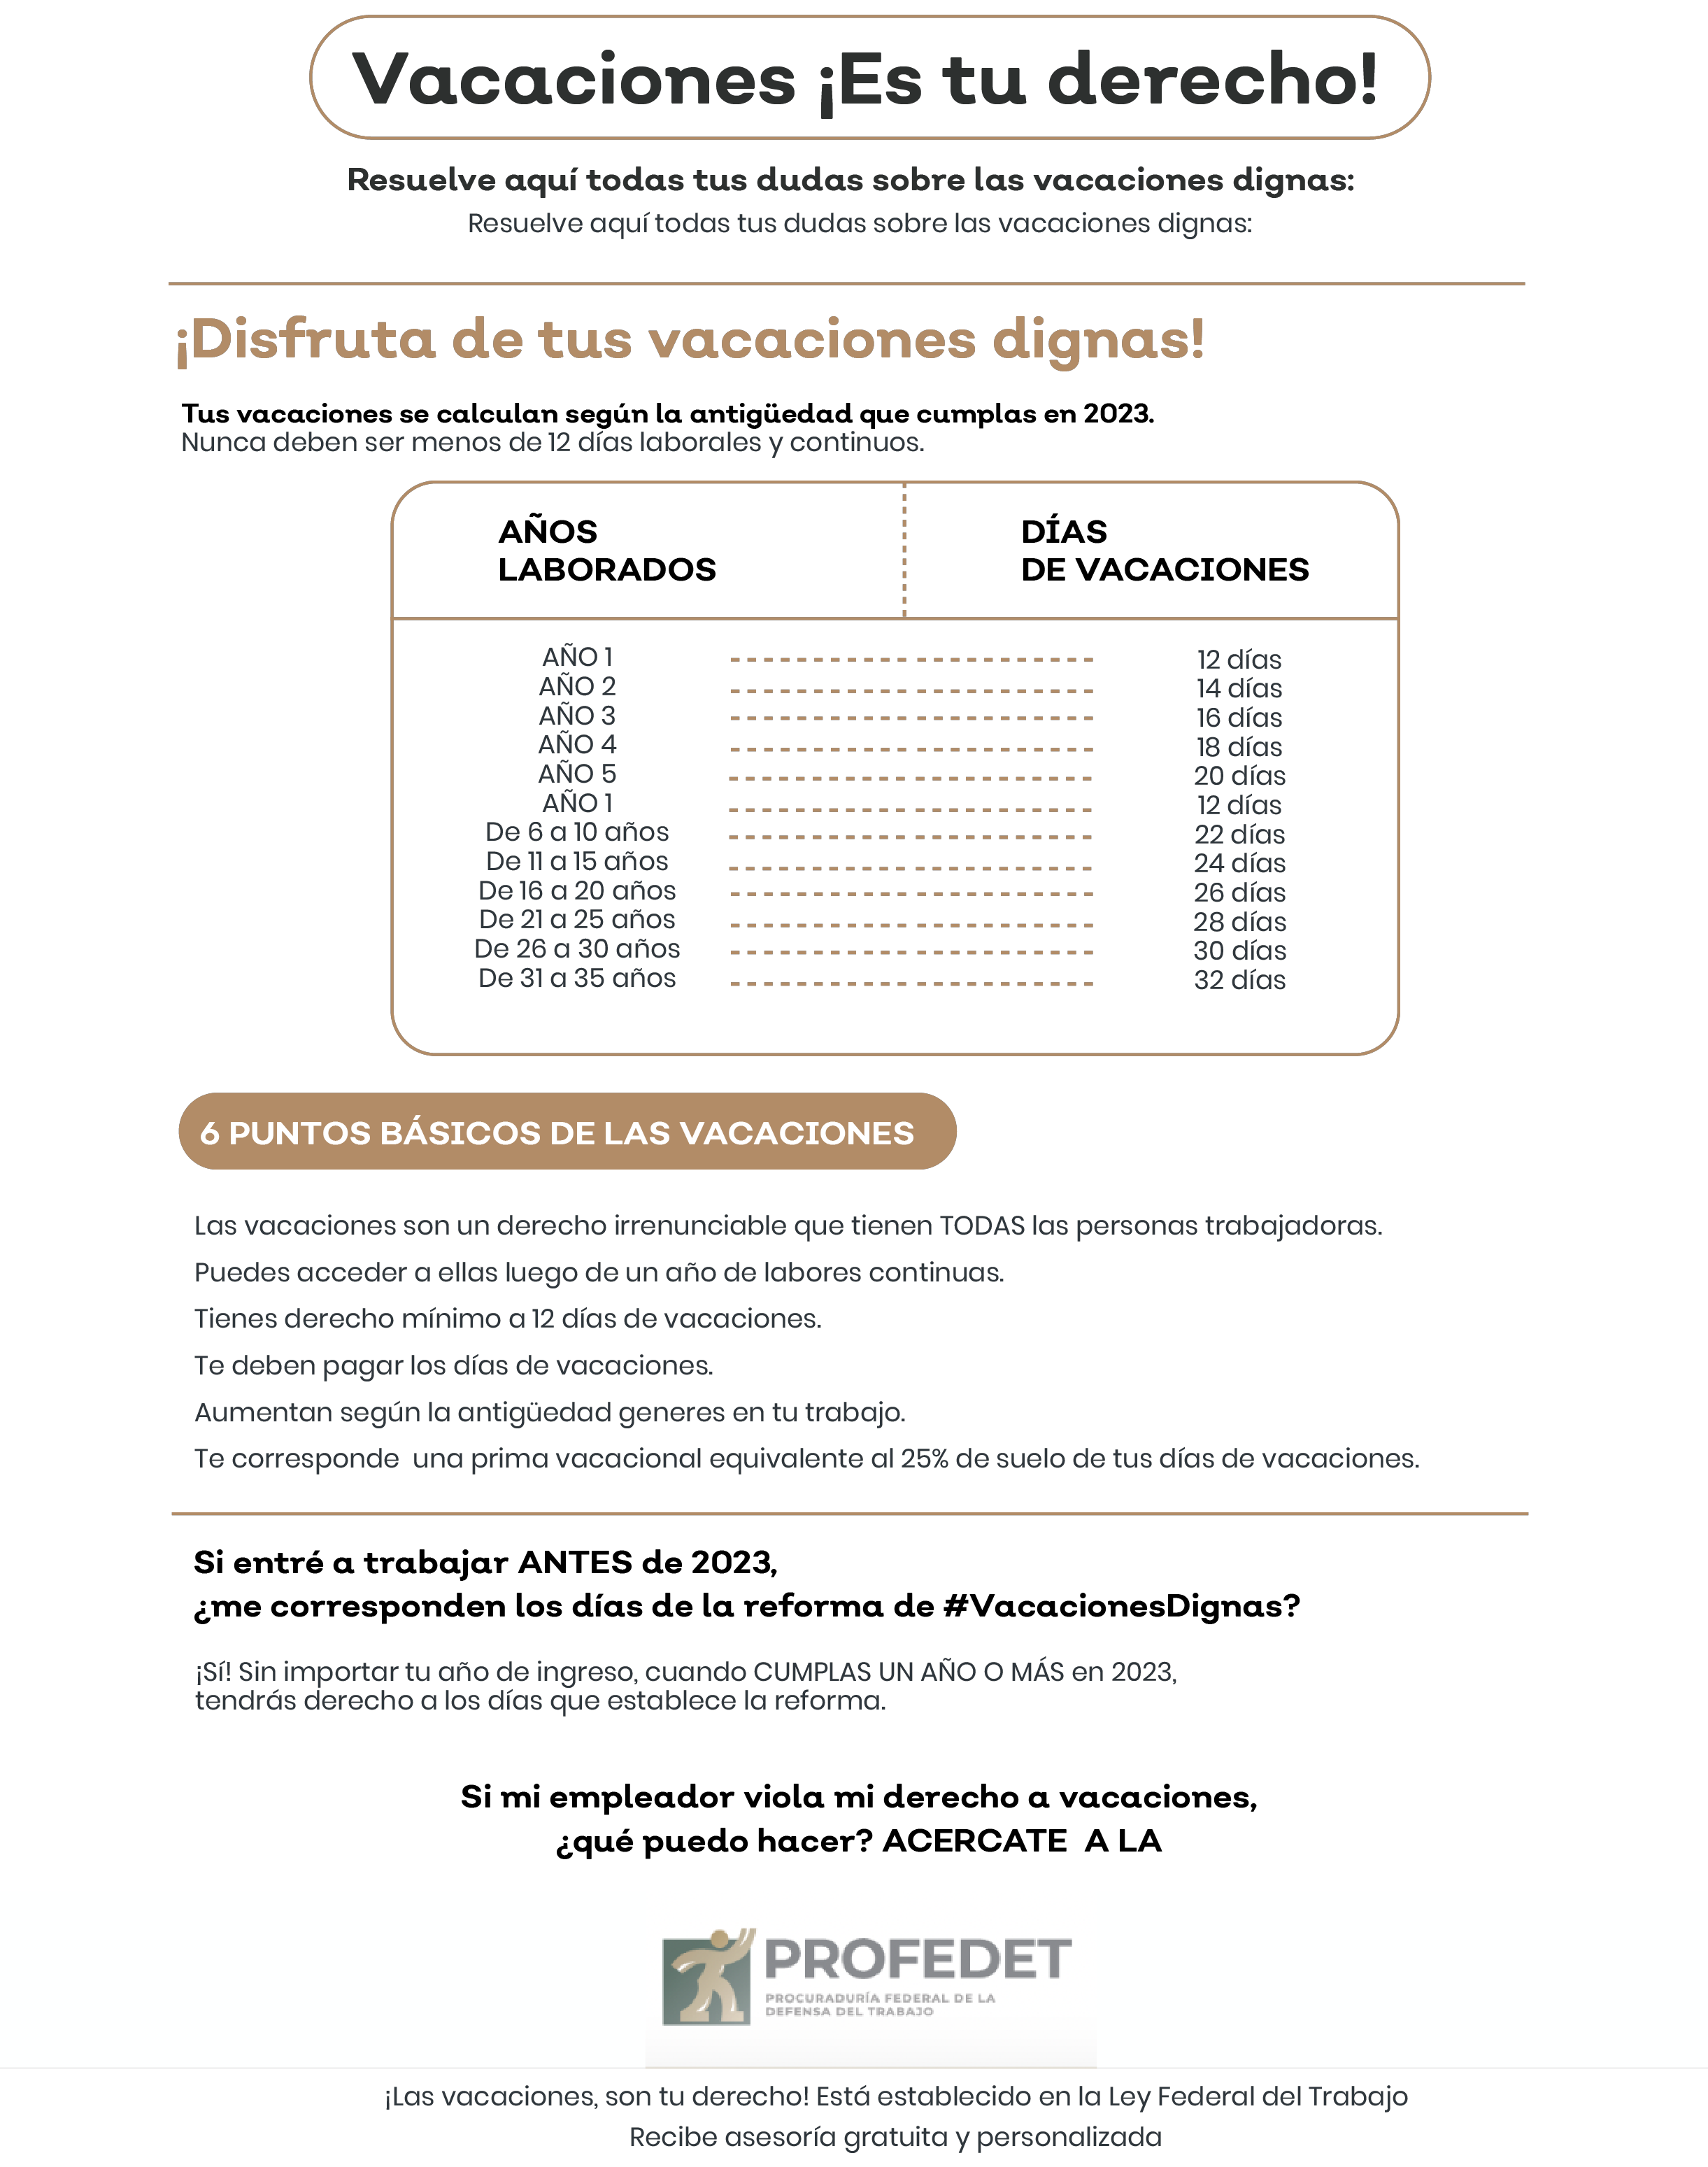 Vacaciones ¡Es tu derecho!
Resuelve aquí todas tus dudas sobre las vacaciones dignas:
Resuelve aquí todas tus dudas sobre las vacaciones dignas:
¡Disfruta de tus vacaciones dignas!
Tus vacaciones se calculan según la antigüedad que cumplas en 2023.
Nunca deben ser menos de 12 días laborales y continuos.
AÑOS LABORADOS
DÍAS DE VACACIONES
AÑO 1 12 días
AÑO 2 14 días
AÑO 3 16 días
AÑO 4 18 días
AÑO 5 20 días
AÑO 1 12 días
De 6 a 10 años 22 días
De 11 a 15 años 24 días
De 16 a 20 años 26 días
De 21 a 25 años 28 días
De 26 a 30 años 30 días
De 31 a 35 años 32 días
6 PUNTOS BÁSICOS DE LAS VACACIONES
Las vacaciones son un derecho irrenunciable que tienen TODAS las personas trabajadoras.
Puedes acceder a ellas luego de un año de labores continuas.
Tienes derecho mínimo a 12 días de vacaciones.
Te deben pagar los días de vacaciones.
Aumentan según la antigüedad generes en tu trabajo.
Te corresponde  una prima vacacional equivalente al 25% de suelo de tus días de vacaciones.
Si entré a trabajar ANTES de 2023,
¿me corresponden los días de la reforma de #VacacionesDignas?
¡Sí! Sin importar tu año de ingreso, cuando CUMPLAS UN AÑO O MÁS en 2023,
tendrás derecho a los días que establece la reforma.
Si mi empleador viola mi derecho a vacaciones,
¿qué puedo hacer? ACERCATE  A LA
PROFEDET
PROCURADURÍA FEDERAL DE LA
DEFENSA DEL TRABAJO
¡Las vacaciones, son tu derecho! Está establecido en la Ley Federal del Trabajo
Recibe asesoría gratuita y personalizada